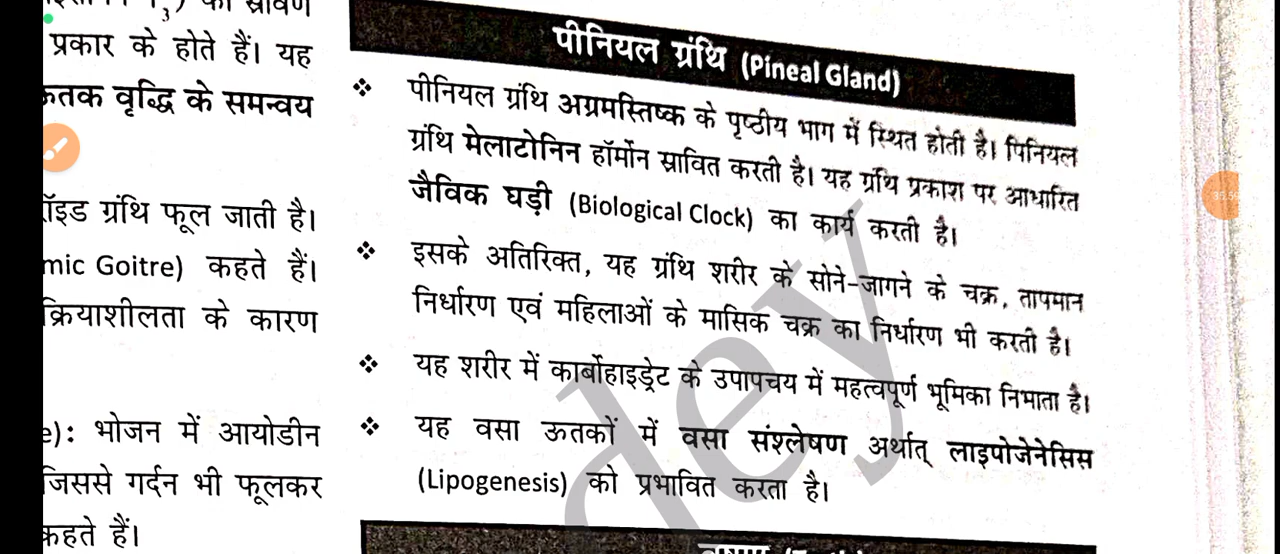 प्रकार के होते हैं। यह
वृद्धि के समन्वय
ग्रंथि फूल जाती है।
mic Goitre) कहते हैं।
क्रियाशीलता के कारण
e): भोजन में आयोडीन
जिससे गर्दन भी फूलकर
कहते हैं।
पीनियल ग्रंथि (Pineal Gland)
❖ पीनियल ग्रंथि अग्रमस्तिष्क के पृष्ठीय भाग में स्थित होती है। पिनियल
ग्रंथि मेलाटोनिन हॉर्मोन स्रावित करती है। यह ग्रंथि प्रकाश पर आधारित
जैविक घड़ी (Biological Clock) का कार्य करती है।
❖ इसके अतिरिक्त, यह ग्रंथि शरीर के सोने-जागने के चक्र, तापमान
निर्धारण एवं महिलाओं के मासिक चक्र का निर्धारण भी करती है।
❖ यह शरीर में कार्बोहाइड्रेट के उपापचय में महत्वपूर्ण भूमिका निभाता है।
❖ यह वसा ऊतकों में वसा संश्लेषण अर्थात् लाइपोजेनेसिस
(Lipogenesis) को प्रभावित करता है।
dey